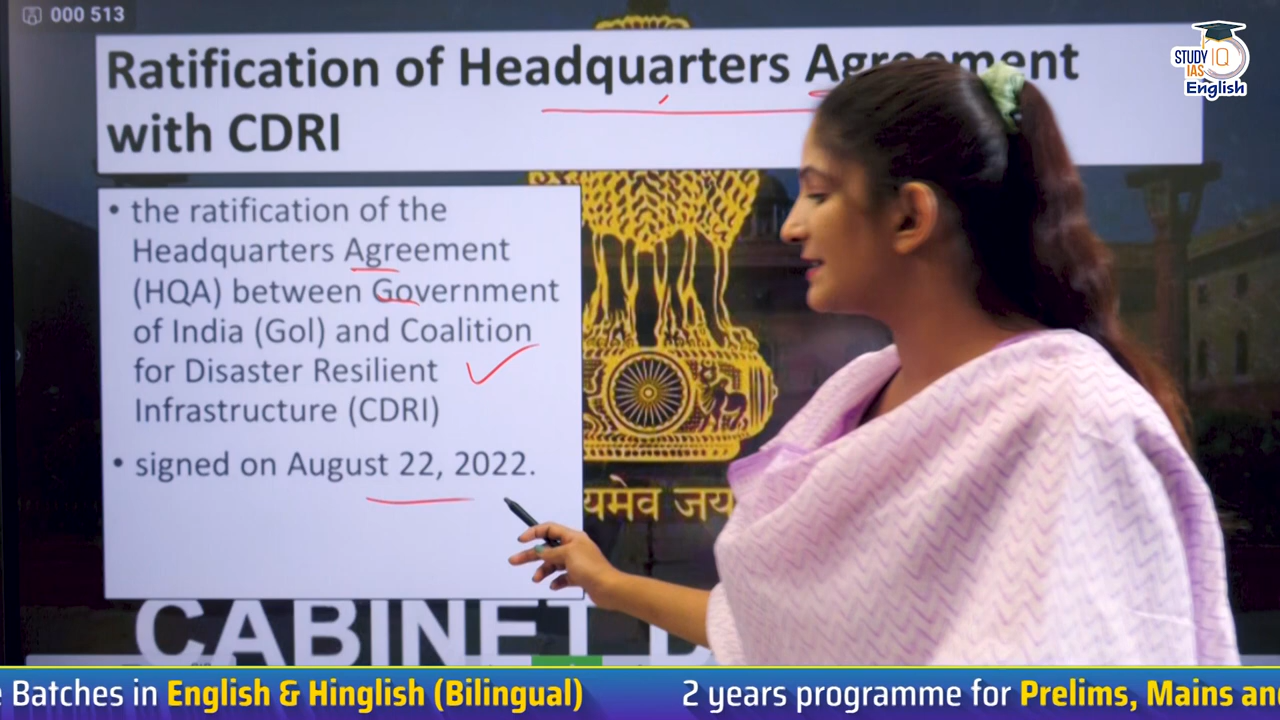 000 513
STUDY IQ
IAS
English
Ratification of Headquarters Agreement
with CDRI
• the ratification of the
Headquarters Agreement
(HQA) between Government
of India (GoI) and Coalition
for Disaster Resilient
Infrastructure (CDRI)
• signed on August 22, 2022.
यमेव जय
CABINET
Batches in English & Hinglish (Bilingual) 2 years programme for Prelims, Mains an